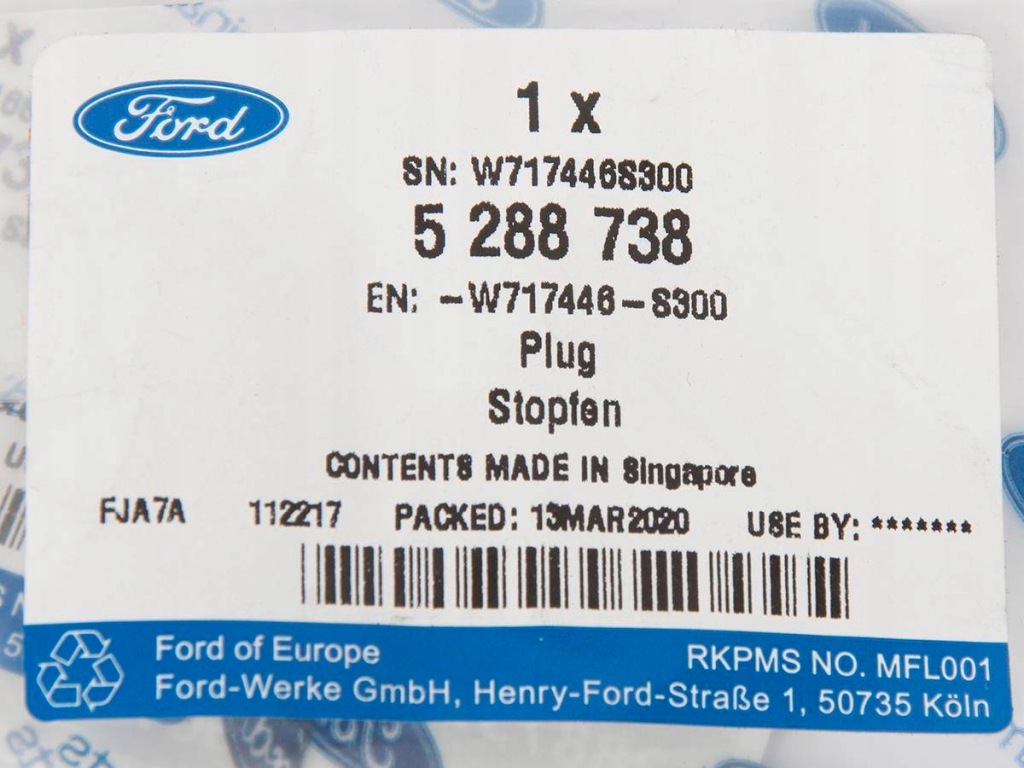 Ford
1 x
SN: W717446S300
5 288 738
EN: -W717446-S300
Plug
Stopfen
CONTENTS MADE IN Singapore
FJA7A 112217 PACKED: 13MAR2020 USE BY: *******
Ford of Europe
RKPMS NO. MFL001
Ford-Werke GmbH, Henry-Ford-Straße 1, 50735 Köln